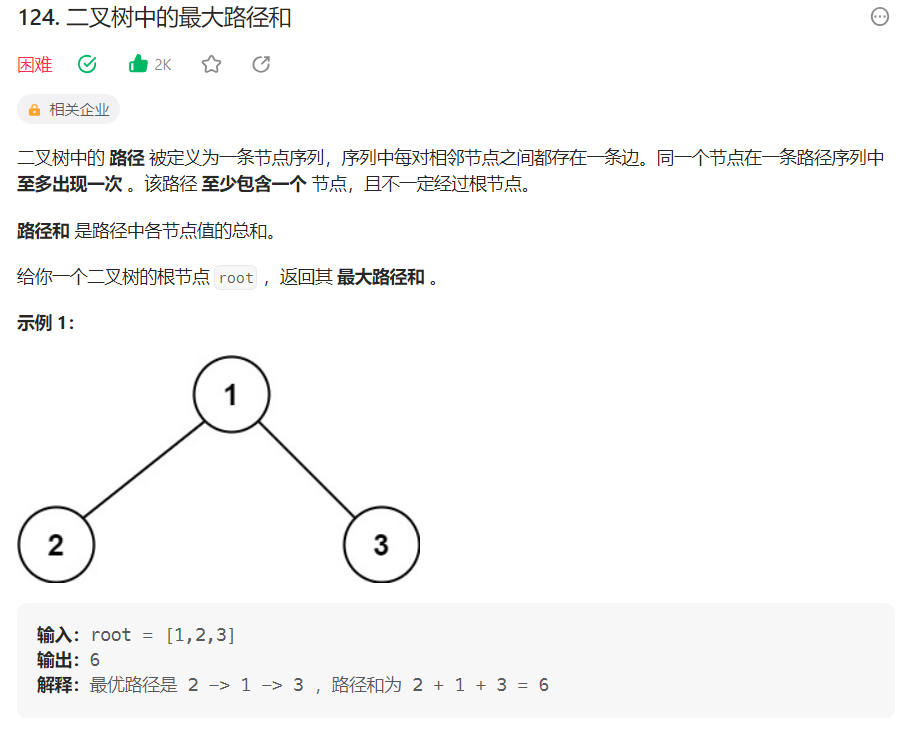 124. 二叉树中的最大路径和
困难 2K
相关企业
二叉树中的 路径 被定义为一条节点序列，序列中每对相邻节点之间都存在一条边。同一个节点在一条路径序列中
至多出现一次 。该路径 至少包含一个 节点，且不一定经过根节点。
路径和 是路径中各节点值的总和。
给你一个二叉树的根节点 root ，返回其 最大路径和 。
示例 1：
1
2 3
输入：root = [1,2,3]
输出：6
解释：最优路径是 2 -> 1 -> 3 ，路径和为 2 + 1 + 3 = 6